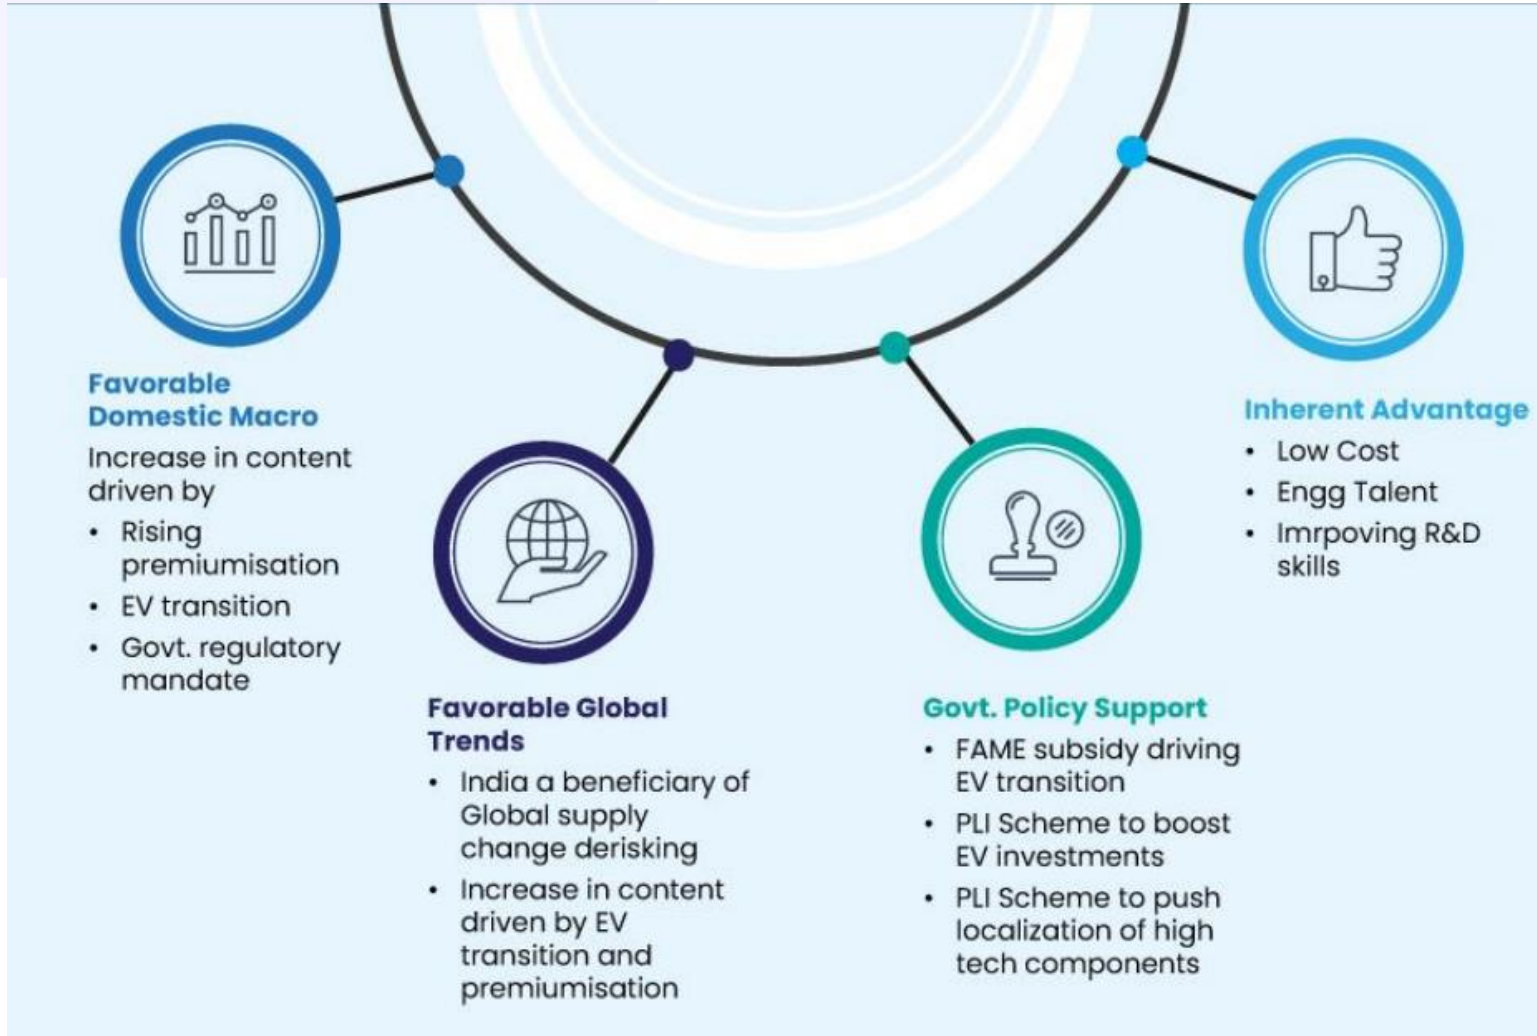 Favorable
Domestic Macro
Increase in content
driven by
• Rising
premiumisation
• EV transition
• Govt. regulatory
mandate
Favorable Global
Trends
• India a beneficiary of
Global supply
change derisking
• Increase in content
driven by EV
transition and
premiumisation
Govt. Policy Support
• FAME subsidy driving
EV transition
• PLI Scheme to boost
EV investments
• PLI Scheme to push
localization of high
tech components
Inherent Advantage
• Low Cost
• Engg Talent
• Imrpoving R&D
skills